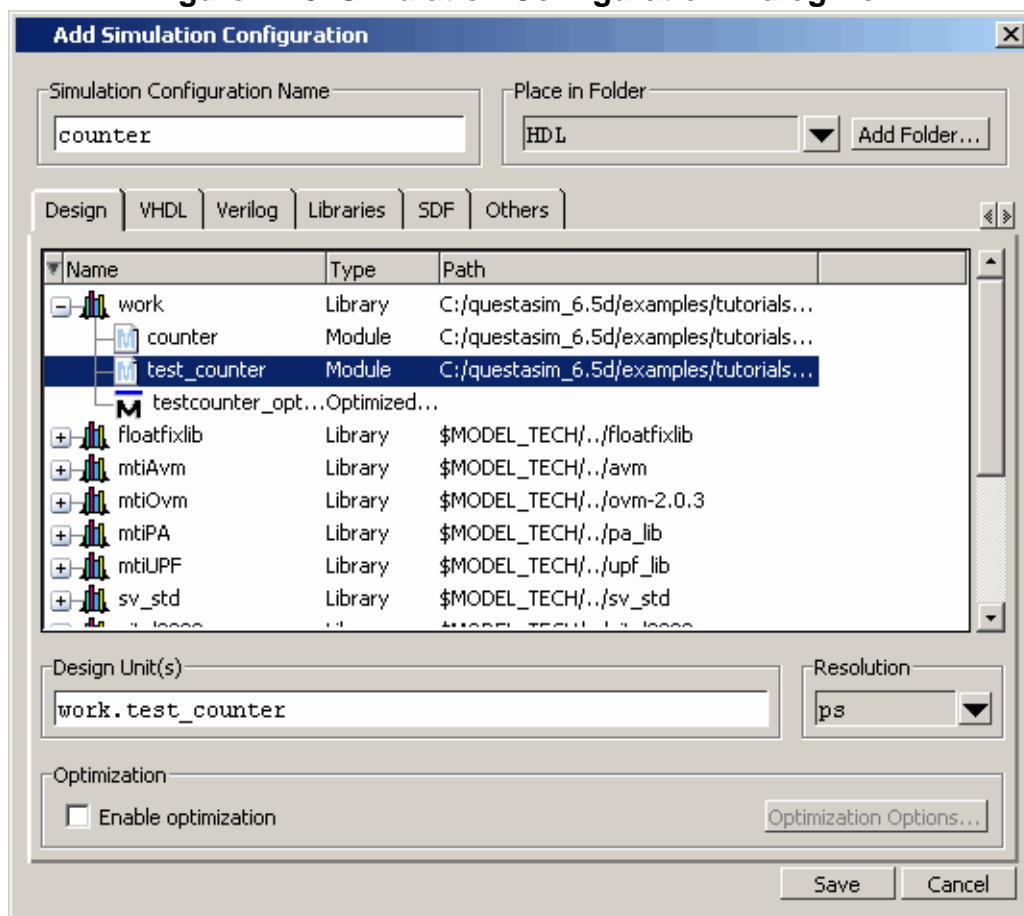 Add Simulation Configuration
Simulation Configuration Name
Place in Folder
counter
HDL
Add Folder...
Design VHDL Verilog Libraries SDF Others
Name Type Path
work Library C:/questasim_6.5d/examples/tutorials...
counter Module C:/questasim_6.5d/examples/tutorials...
test_counter Module C:/questasim_6.5d/examples/tutorials...
testcounter_opt...Optimized...
floatfixlib Library $MODEL_TECH/../floatfixlib
mtiAvm Library $MODEL_TECH/../avm
mtiOvm Library $MODEL_TECH/../ovm-2.0.3
mtiPA Library $MODEL_TECH/../pa_lib
mtiUPF Library $MODEL_TECH/../upf_lib
sv_std Library $MODEL_TECH/../sv_std
Design Unit(s)
Resolution
work.test_counter
ps
Optimization
Enable optimization
Optimization Options...
Save Cancel